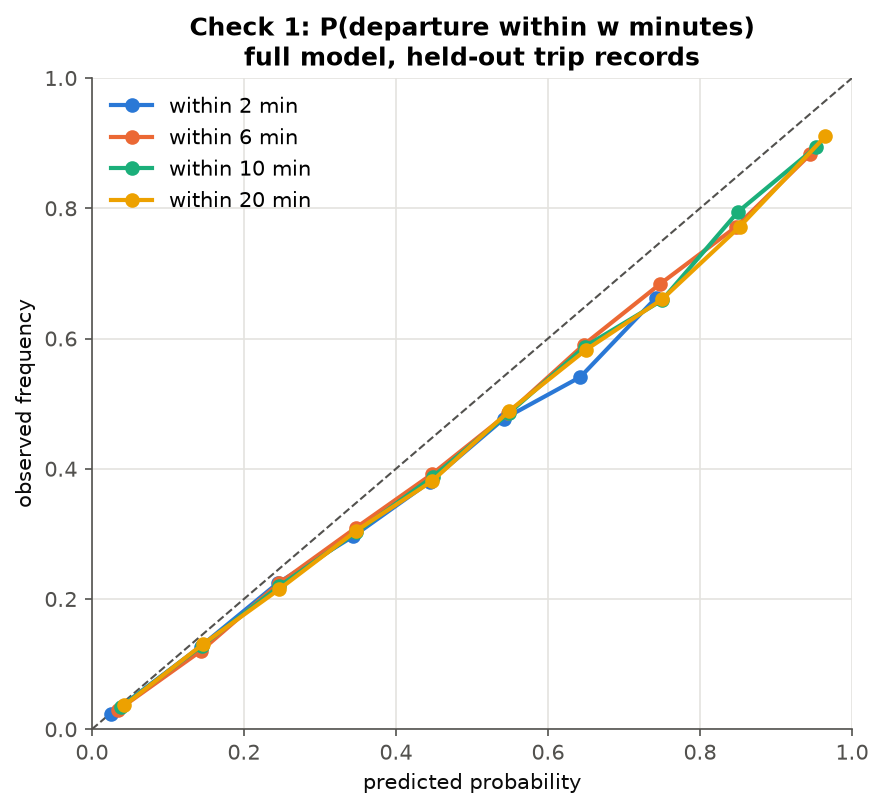 Check 1: P(departure within w minutes)
full model, held-out trip records
within 2 min
within 6 min
within 10 min
within 20 min
observed frequency
1.0
0.8
0.6
0.4
0.2
0.0
0.0 0.2 0.4 0.6 0.8 1.0
predicted probability